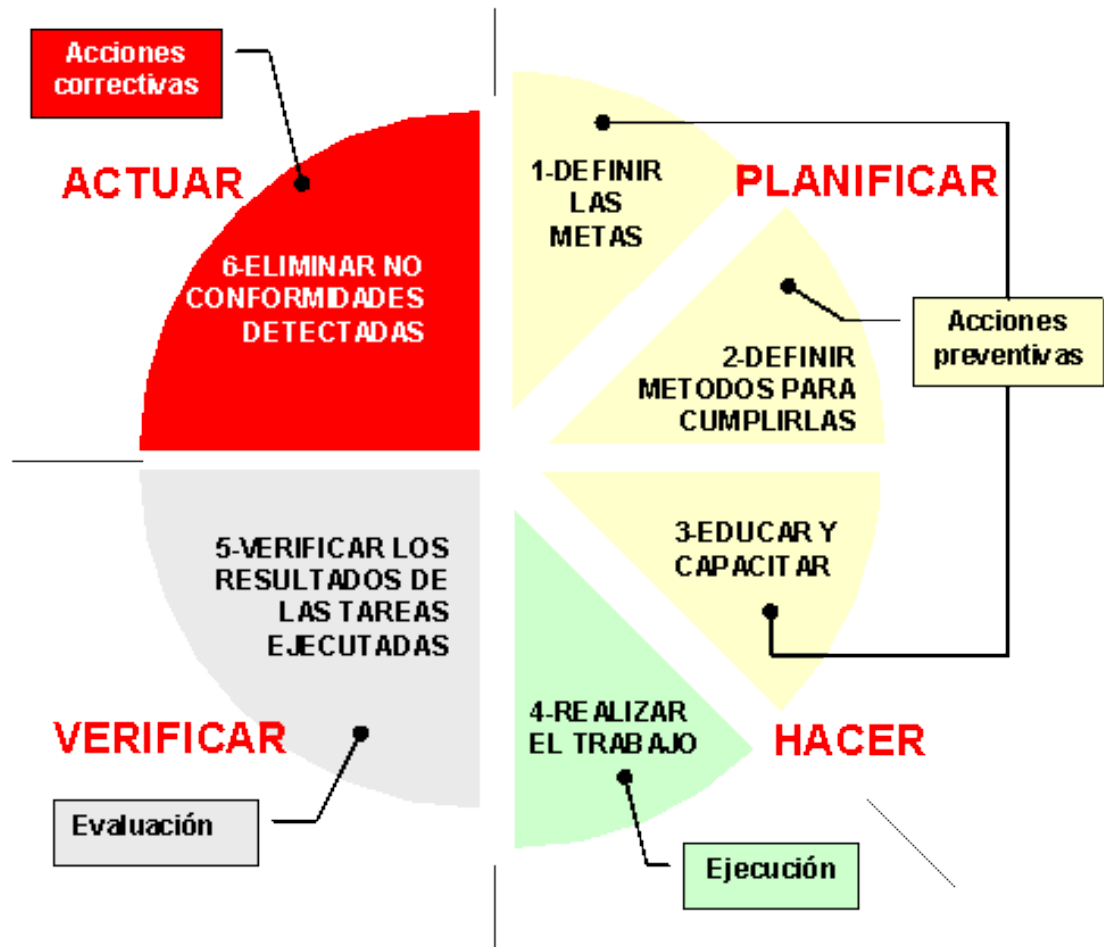 Acciones
correctivas
ACTUAR
6-ELIMINAR NO
CONFORMIDADES
DETECTADAS
1-DEFINIR
LAS
METAS
PLANIFICAR
2-DEFINIR
METODOS PARA
CUMPLIRLAS
Acciones
preventivas
3-EDUCAR Y
CAPACITAR
4-REALIZAR
EL TRABAJO
HACER
Ejecución
5-VERIFICAR LOS
RESULTADOS DE
LAS TAREAS
EJECUTADAS
VERIFICAR
Evaluación